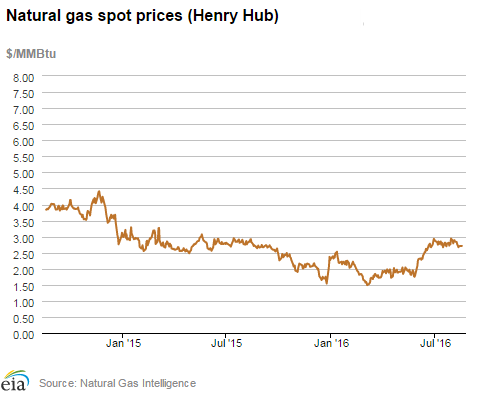 Natural gas spot prices (Henry Hub)
$/MMBtu
8.00
7.50
7.00
6.50
6.00
5.50
5.00
4.50
4.00
3.50
3.00
2.50
2.00
1.50
1.00
0.50
0.00
Jan '15
Jul '15
Jan '16
Jul '16
eia
Source: Natural Gas Intelligence